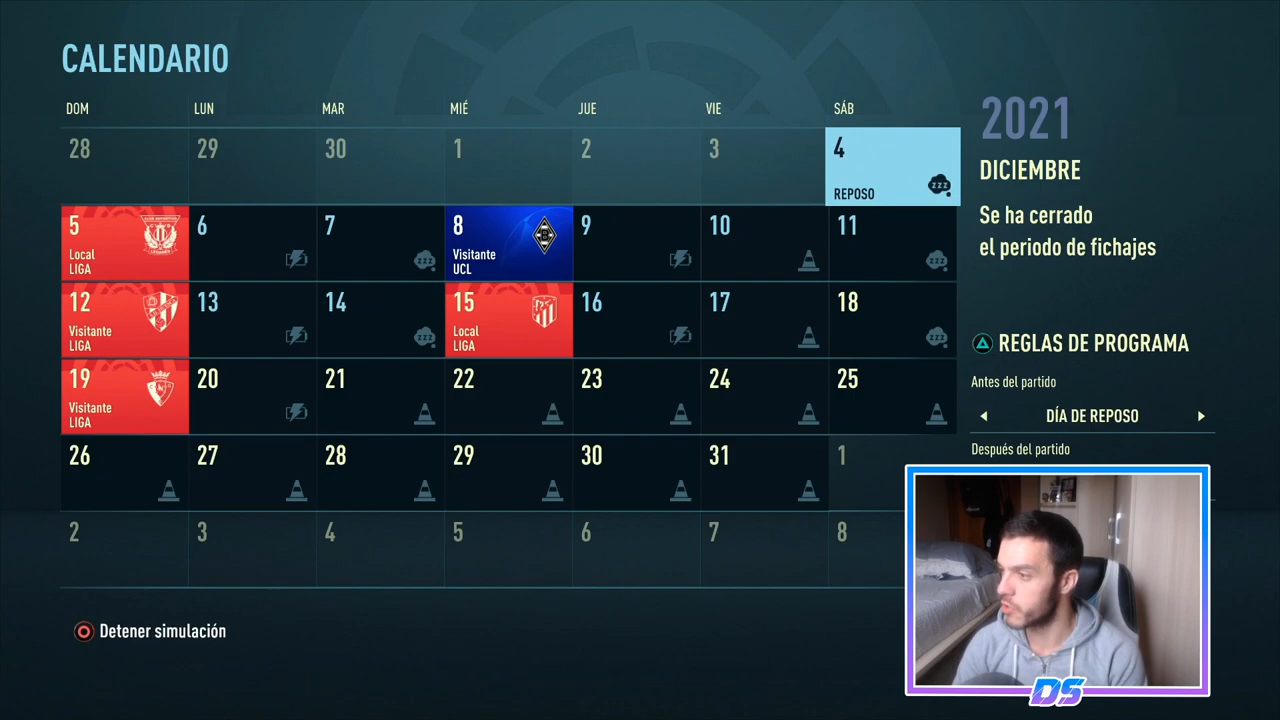 CALENDARIO
DOM LUN MAR MIÉ JUE VIE SÁB
28 29 30 1 2 3 4
REPOSO
5 6 7 8 9 10 11
Local
LIGA
Visitante
UCL
12 13 14 15 16 17 18
Visitante
LIGA
Local
LIGA
19 20 21 22 23 24 25
Visitante
LIGA
26 27 28 29 30 31 1
2 3 4 5 6 7 8
Detener simulación
2021
DICIEMBRE
Se ha cerrado
el periodo de fichajes
REGLAS DE PROGRAMA
Antes del partido
DÍA DE REPOSO
Después del partido
DS